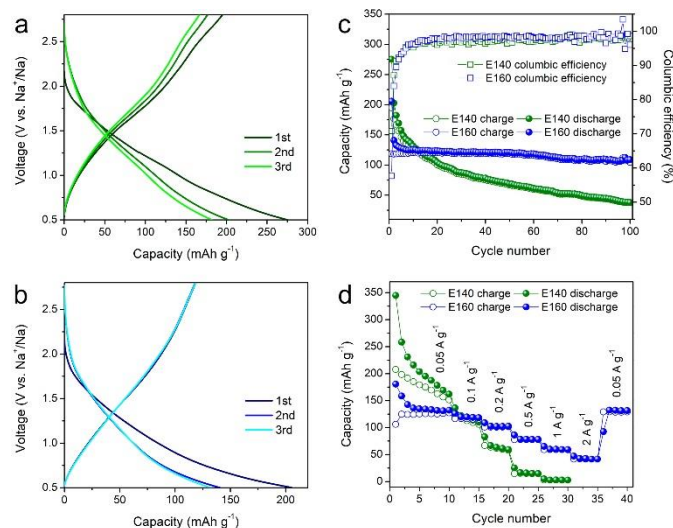 a
Voltage (V vs. Na⁺/Na)
2.5
2.0
1.5
1.0
0.5
1st
2nd
3rd
0 50 100 150 200 250 300
Capacity (mAh g⁻¹)
b
Voltage (V vs. Na⁺/Na)
2.5
2.0
1.5
1.0
0.5
1st
2nd
3rd
0 50 100 150 200
Capacity (mAh g⁻¹)
c
Capacity (mAh g⁻¹)
350
300
250
200
150
100
50
E140 columbic efficiency
E160 columbic efficiency
E140 charge E140 discharge
E160 charge E160 discharge
100
90
80
70
60
50
Columbic efficiency (%)
0 20 40 60 80 100
Cycle number
d
Capacity (mAh g⁻¹)
350
300
250
200
150
100
50
0
E140 charge E140 discharge
E160 charge E160 discharge
0.05 A g⁻¹
0.1 A g⁻¹
0.2 A g⁻¹
0.5 A g⁻¹
1 A g⁻¹
2 A g⁻¹
0.05 A g⁻¹
0 5 10 15 20 25 30 35 40
Cycle number